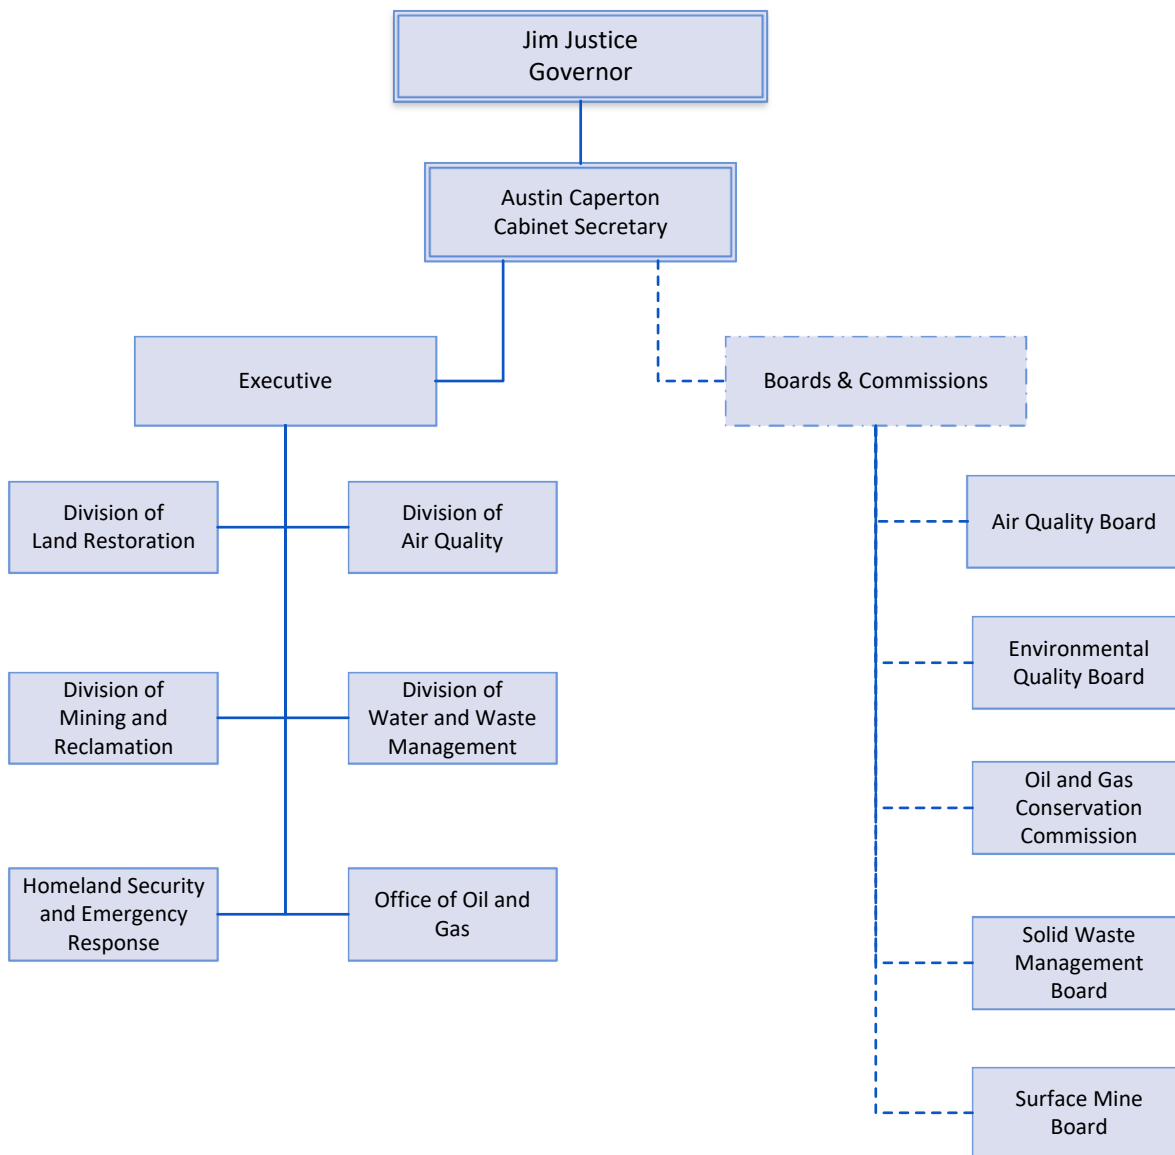 Jim Justice
Governor
Austin Caperton
Cabinet Secretary
Executive
Boards & Commissions
Division of
Land Restoration
Division of
Air Quality
Air Quality Board
Environmental
Quality Board
Division of
Mining and
Reclamation
Division of
Water and Waste
Management
Oil and Gas
Conservation
Commission
Homeland Security
and Emergency
Response
Office of Oil and
Gas
Solid Waste
Management
Board
Surface Mine
Board